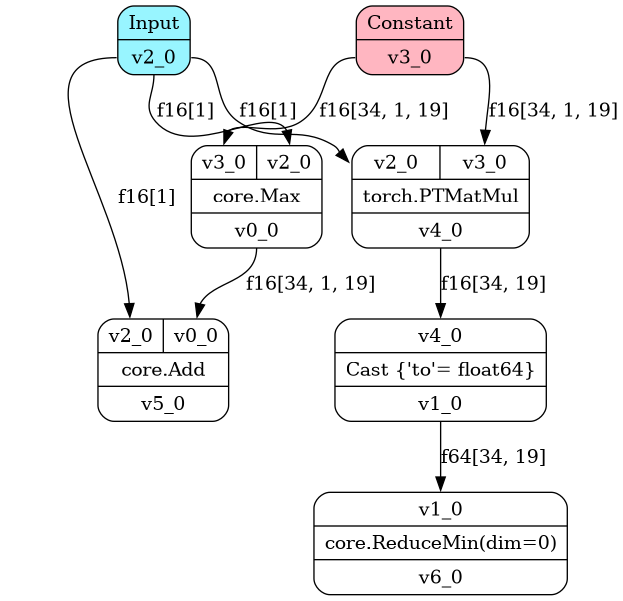 Input
v2_0
Constant
v3_0
f16[1]
f16[1]
f16[34, 1, 19]
f16[34, 1, 19]
v3_0
v2_0
core.Max
v0_0
v2_0
v3_0
torch.PTMatMul
v4_0
f16[1]
f16[34, 1, 19]
f16[34, 19]
v2_0
v0_0
core.Add
v5_0
v4_0
Cast {'to'= float64}
v1_0
f64[34, 19]
v1_0
core.ReduceMin(dim=0)
v6_0